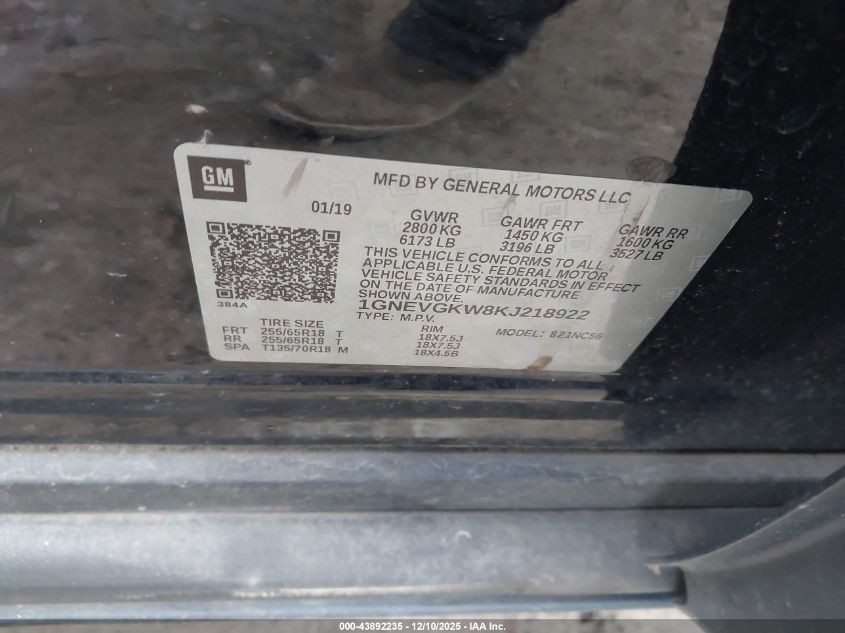 GM
MFD BY GENERAL MOTORS LLC
01/19
GVWR GAWR FRT GAWR RR
2800 KG 1450 KG 1600 KG
6173 LB 3196 LB 3527 LB
THIS VEHICLE CONFORMS TO ALL
APPLICABLE U.S. FEDERAL MOTOR
VEHICLE SAFETY STANDARDS IN EFFECT
ON THE DATE OF MANUFACTURE
SHOWN ABOVE.
384A
1GNEVGKW8KJ218922
TYPE: M.P.V. MODEL: 821NC56
TIRE SIZE RIM
FRT 255/65R18 T 18X7.5J
RR 255/65R18 T 18X7.5J
SPA T135/70R18 M 18X4.5B
000-43892235 - 12/10/2025 - IAA Inc.